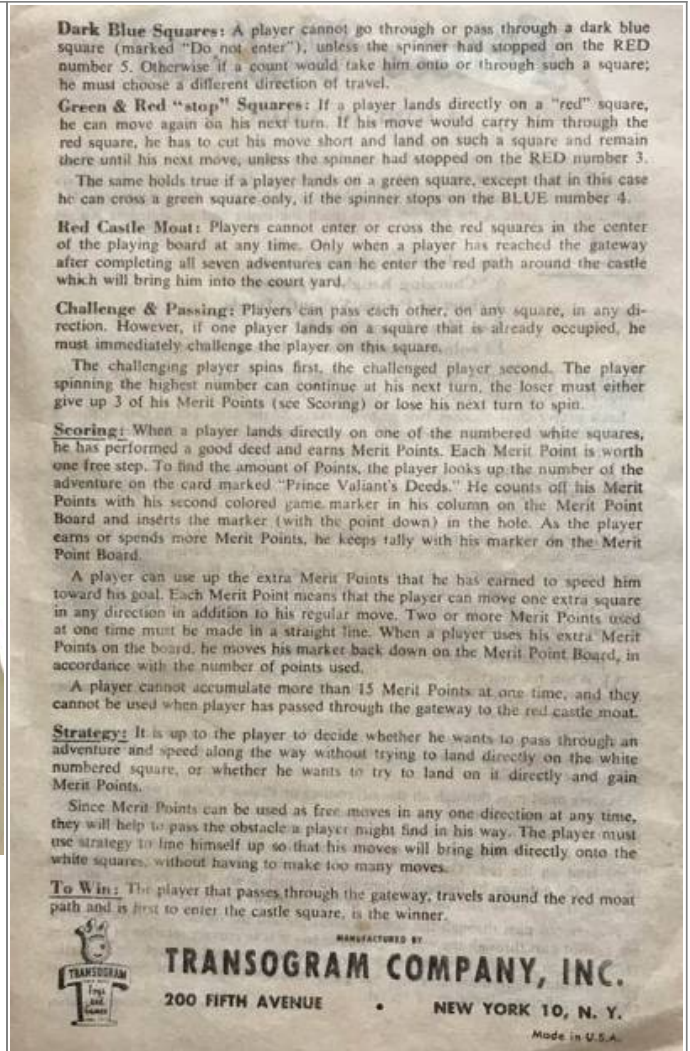 Dark Blue Squares: A player cannot go through or pass through a dark blue
square (marked "Do not enter"), unless the spinner had stopped on the RED
number 5. Otherwise if a count would take him onto or through such a square;
he must choose a different direction of travel.
Green & Red "stop" Squares: If a player lands directly on a "red" square,
he can move again on his next turn. If his move would carry him through the
red square, he has to cut his move short and land on such a square and remain
there until his next move, unless the spinner had stopped on the RED number 3.
The same holds true if a player lands on a green square, except that in this case
he can cross a green square only, if the spinner stops on the BLUE number 4.
Red Castle Moat: Players cannot enter or cross the red squares in the center
of the playing board at any time. Only when a player has reached the gateway
after completing all seven adventures can he enter the red path around the castle
which will bring him into the court yard.
Challenge & Passing: Players can pass each other, on any square, in any di-
rection. However, if one player lands on a square that is already occupied, he
must immediately challenge the player on this square.
The challenging player spins first, the challenged player second. The player
spinning the highest number can continue at his next turn, the loser must either
give up 3 of his Merit Points (see Scoring) or lose his next turn to spin.
Scoring: When a player lands directly on one of the numbered white squares,
he has performed a good deed and earns Merit Points. Each Merit Point is worth
one free step. To find the amount of Points, the player looks up the number of the
adventure on the card marked "Prince Valiant's Deeds." He counts off his Merit
Points with his second colored game marker in his column on the Merit Point
Board and inserts the marker (with the point down) in the hole. As the player
earns or spends more Merit Points, he keeps tally with his marker on the Merit
Point Board.
A player can use up the extra Merit Points that he has earned to speed him
toward his goal. Each Merit Point means that the player can move one extra square
in any direction in addition to his regular move. Two or more Merit Points used
at one time must be made in a straight line. When a player uses his extra Merit
Points on the board, he moves his marker back down on the Merit Point Board, in
accordance with the number of points used.
A player cannot accumulate more than 15 Merit Points at one time, and they
cannot be used when player has passed through the gateway to the red castle moat.
Strategy: It is up to the player to decide whether he wants to pass through an
adventure and speed along the way without trying to land directly on the white
numbered square, or whether he wants to try to land on it directly and gain
Merit Points.
Since Merit Points can be used as free moves in any one direction at any time,
they will help to pass the obstacle a player might find in his way. The player must
use strategy to line himself up so that his moves will bring him directly onto the
white squares, without having to make too many moves.
To Win: The player that passes through the gateway, travels around the red moat
path and is first to enter the castle square, is the winner.
MANUFACTURED BY
TRANSOGRAM COMPANY, INC.
TRANSOGRAM
Toys
and
Games
200 FIFTH AVENUE • NEW YORK 10, N. Y.
Made in U.S.A.